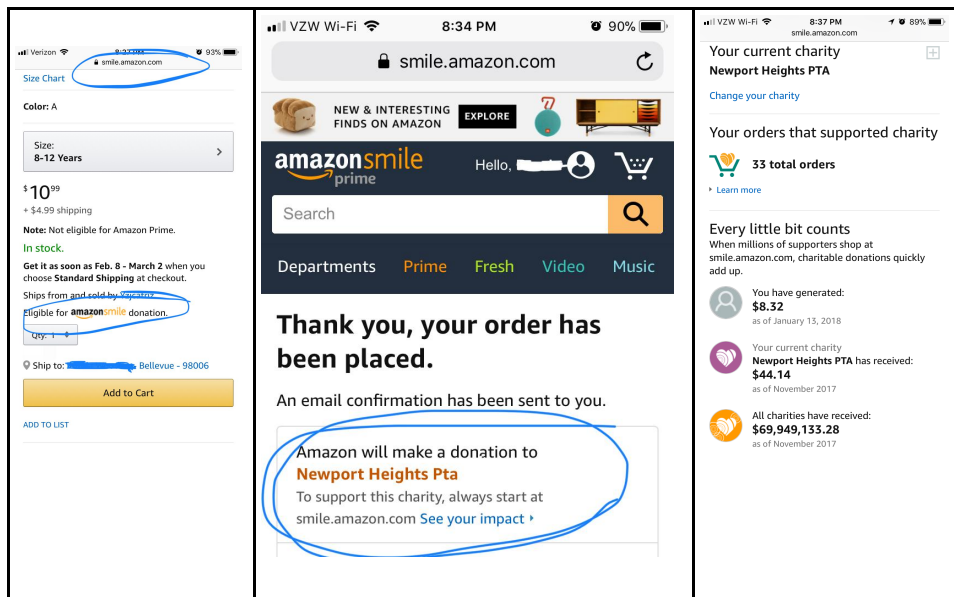 Verizon 93%
smile.amazon.com
Size Chart
Color: A
Size:
8-12 Years
$10 99
+ $4.99 shipping
Note: Not eligible for Amazon Prime.
In stock.
Get it as soon as Feb. 8 - March 2 when you
choose Standard Shipping at checkout.
Ships from and sold by
Eligible for amazonsmile donation.
Qty: 1
Ship to: Bellevue - 98006
Add to Cart
ADD TO LIST
VZW Wi-Fi 8:34 PM 90%
smile.amazon.com
NEW & INTERESTING
FINDS ON AMAZON
EXPLORE
amazonsmile
prime
Hello,
Search
Departments Prime Fresh Video Music
Thank you, your order has
been placed.
An email confirmation has been sent to you.
Amazon will make a donation to
Newport Heights Pta
To support this charity, always start at
smile.amazon.com See your impact
VZW Wi-Fi 8:37 PM 89%
smile.amazon.com
Your current charity
Newport Heights PTA
Change your charity
Your orders that supported charity
33 total orders
Learn more
Every little bit counts
When millions of supporters shop at
smile.amazon.com, charitable donations quickly
add up.
You have generated:
$8.32
as of January 13, 2018
Your current charity
Newport Heights PTA has received:
$44.14
as of November 2017
All charities have received:
$69,949,133.28
as of November 2017